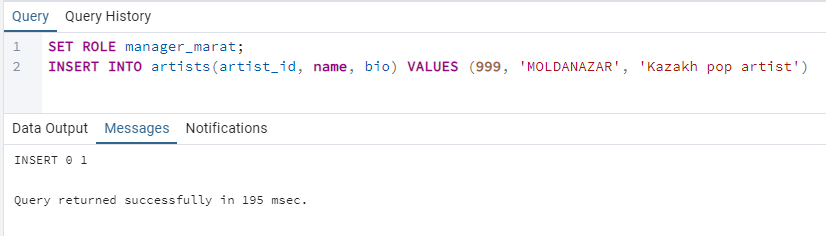 Query Query History
1 SET ROLE manager_marat;
2 INSERT INTO artists(artist_id, name, bio) VALUES (999, 'MOLDANAZAR', 'Kazakh pop artist')
Data Output Messages Notifications
INSERT 0 1
Query returned successfully in 195 msec.